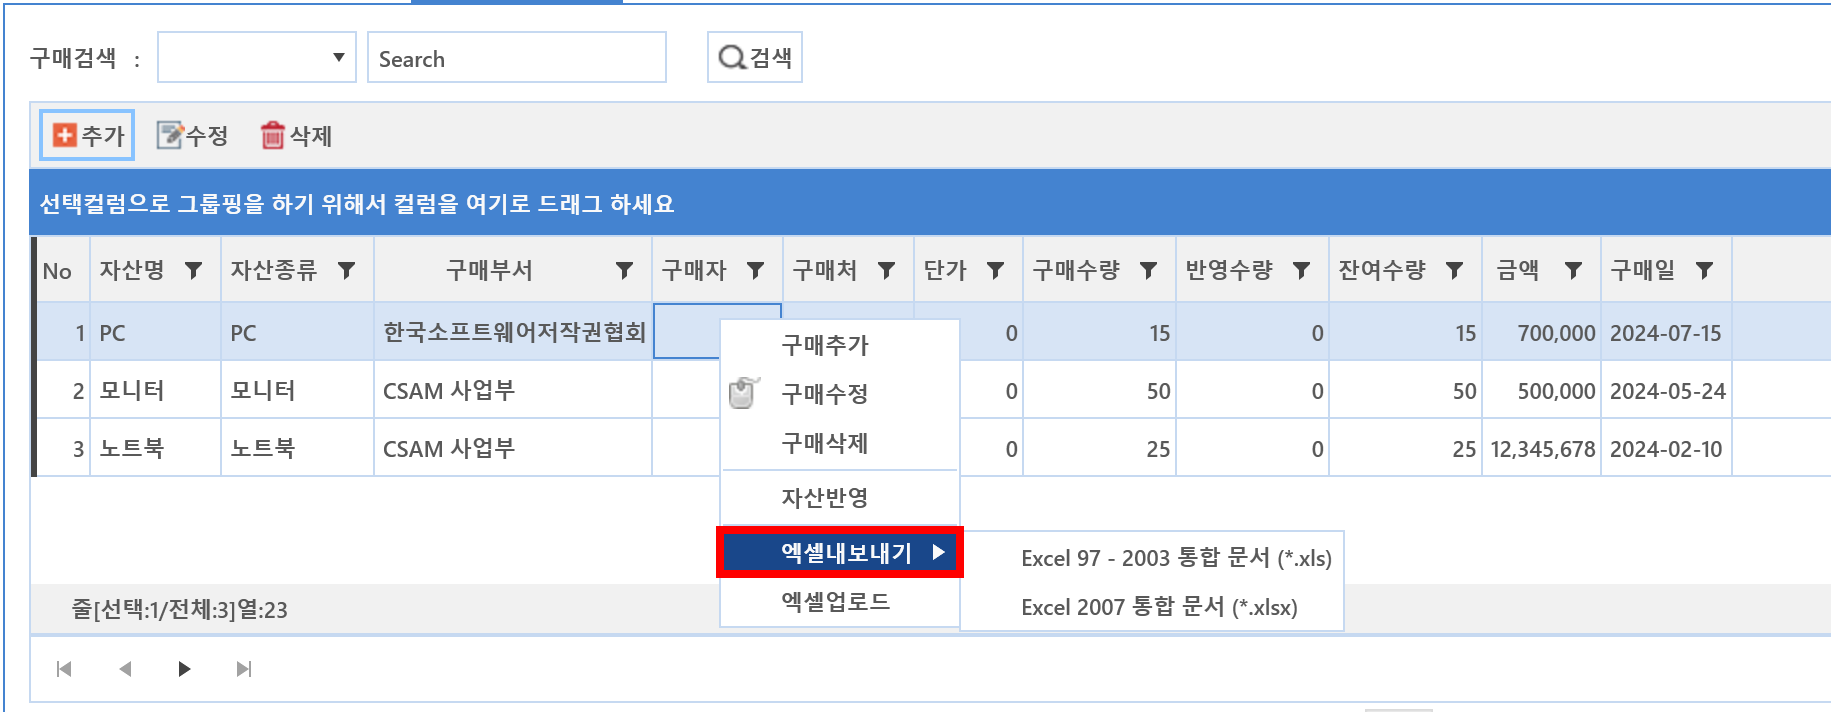 구매검색 : Search 검색
추가 수정 삭제
선택컬럼으로 그룹핑을 하기 위해서 컬럼을 여기로 드래그 하세요
No 자산명 자산종류 구매부서 구매자 구매처 단가 구매수량 반영수량 잔여수량 금액 구매일
1 PC PC 한국소프트웨어저작권협회 0 15 0 15 700,000 2024-07-15
2 모니터 모니터 CSAM 사업부 0 50 0 50 500,000 2024-05-24
3 노트북 노트북 CSAM 사업부 0 25 0 25 12,345,678 2024-02-10
구매추가
구매수정
구매삭제
자산반영
엑셀내보내기
엑셀업로드
Excel 97 - 2003 통합 문서 (*.xls)
Excel 2007 통합 문서 (*.xlsx)
줄[선택:1/전체:3]열:23